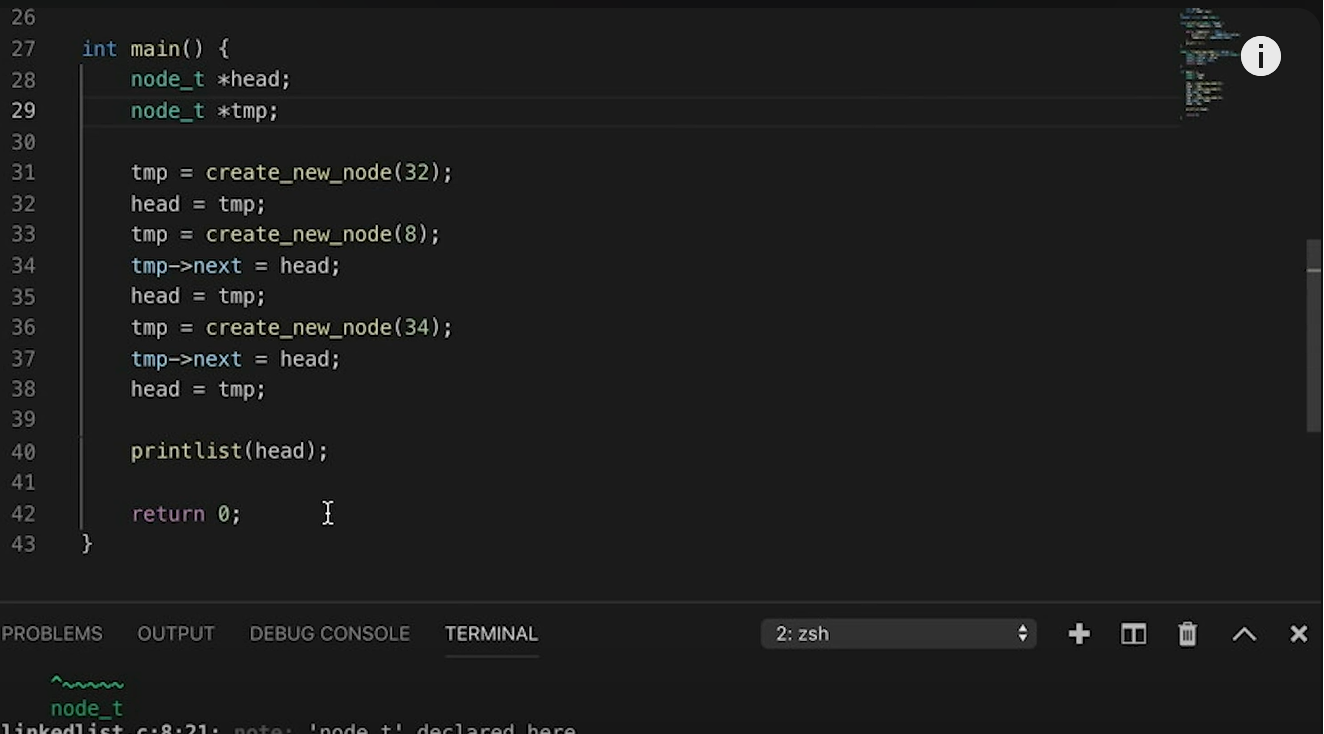 26
27 int main() {
28 node_t *head;
29 node_t *tmp;
30
31 tmp = create_new_node(32);
32 head = tmp;
33 tmp = create_new_node(8);
34 tmp->next = head;
35 head = tmp;
36 tmp = create_new_node(34);
37 tmp->next = head;
38 head = tmp;
39
40 printlist(head);
41
42 return 0;
43 }
i
PROBLEMS OUTPUT DEBUG CONSOLE TERMINAL 2: zsh
^~~~~~
node_t
linkedlist.c:8:21: note: 'node_t' declared here